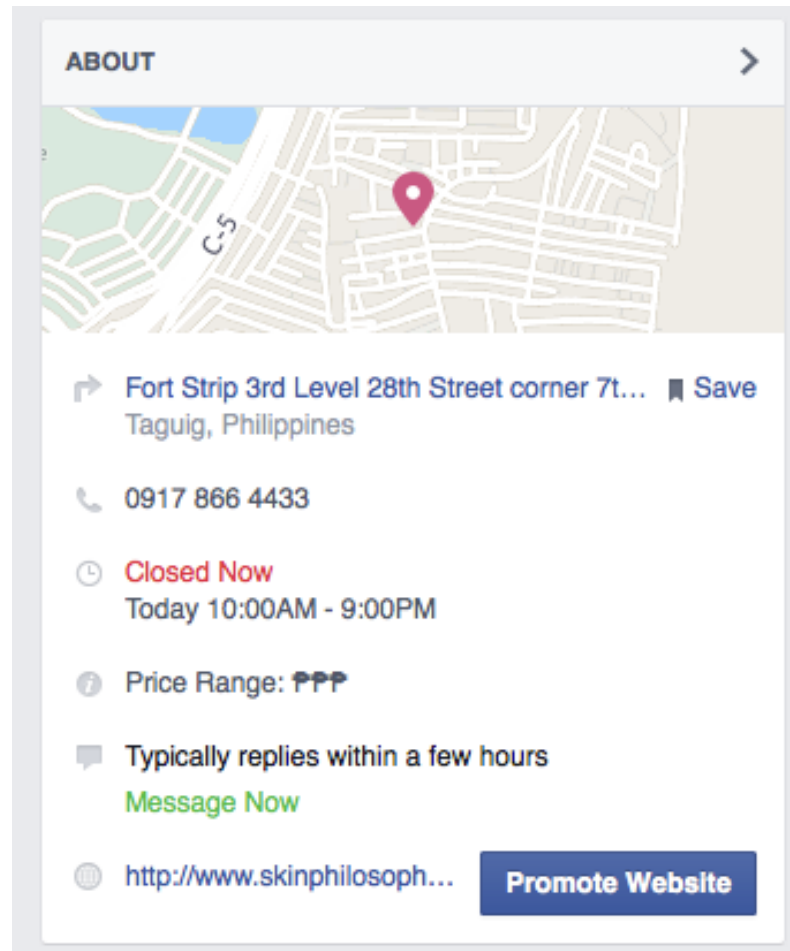 ABOUT
C-5
Fort Strip 3rd Level 28th Street corner 7t... Save
Taguig, Philippines
0917 866 4433
Closed Now
Today 10:00AM - 9:00PM
Price Range: ₱₱₱
Typically replies within a few hours
Message Now
http://www.skinphilosoph... Promote Website